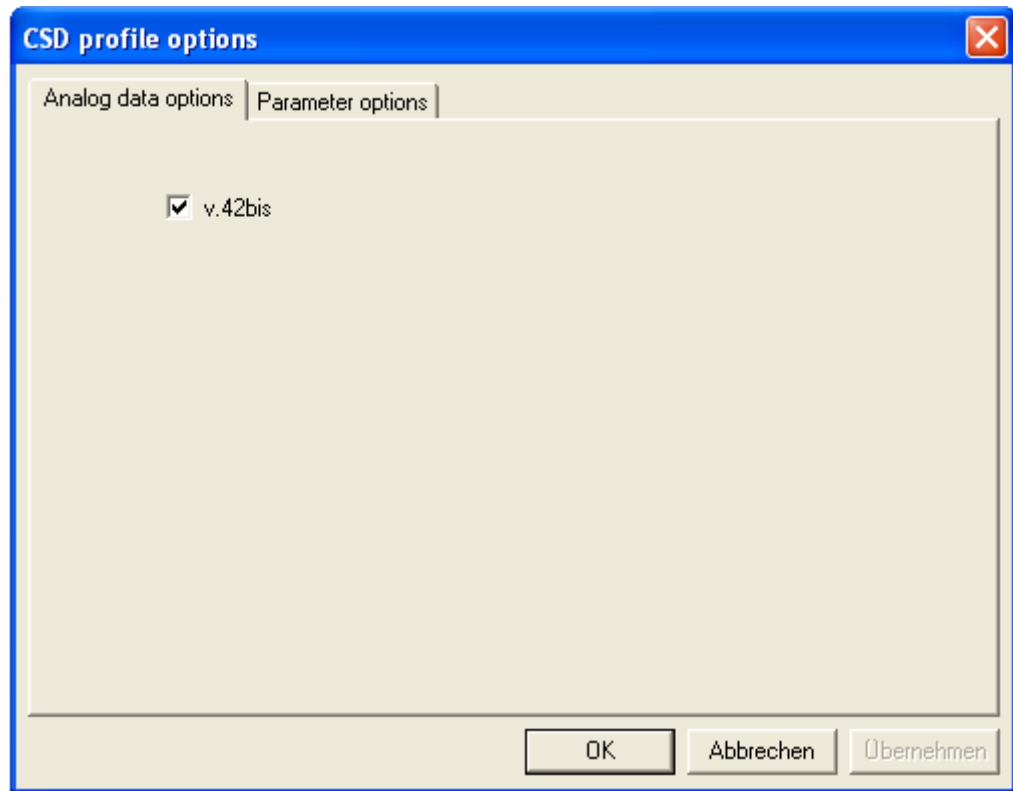 CSD profile options
Analog data options Parameter options
v.42bis
OK Abbrechen Übernehmen